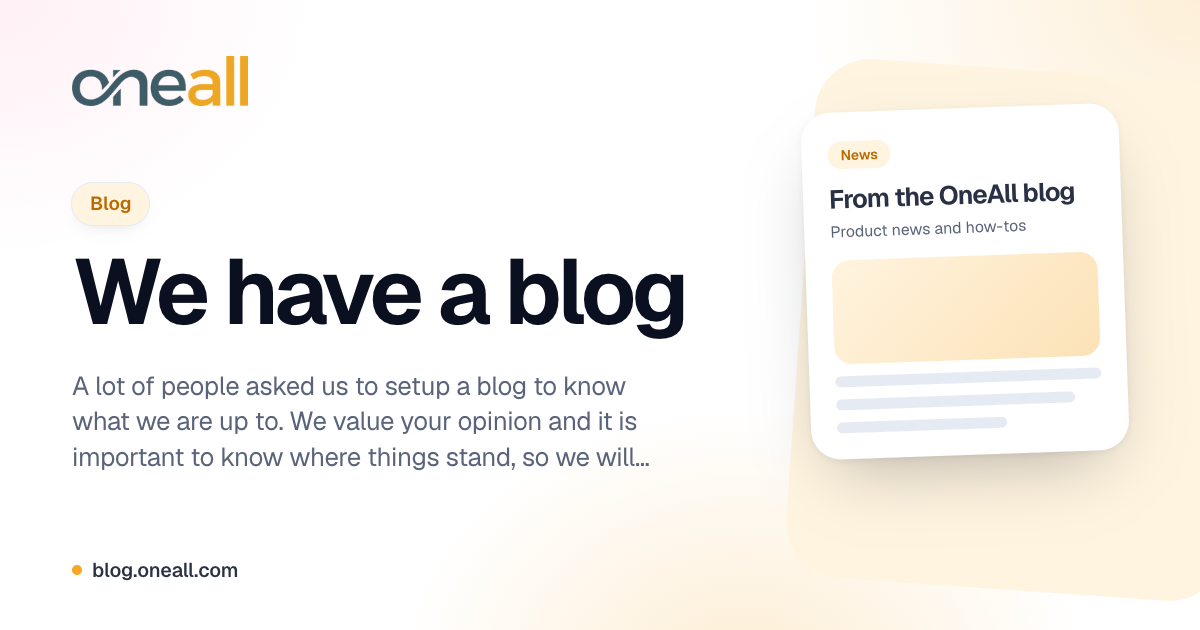 oneall
Blog
We have a blog
A lot of people asked us to setup a blog to know
what we are up to. We value your opinion and it is
important to know where things stand, so we will...
blog.oneall.com
News
From the OneAll blog
Product news and how-tos